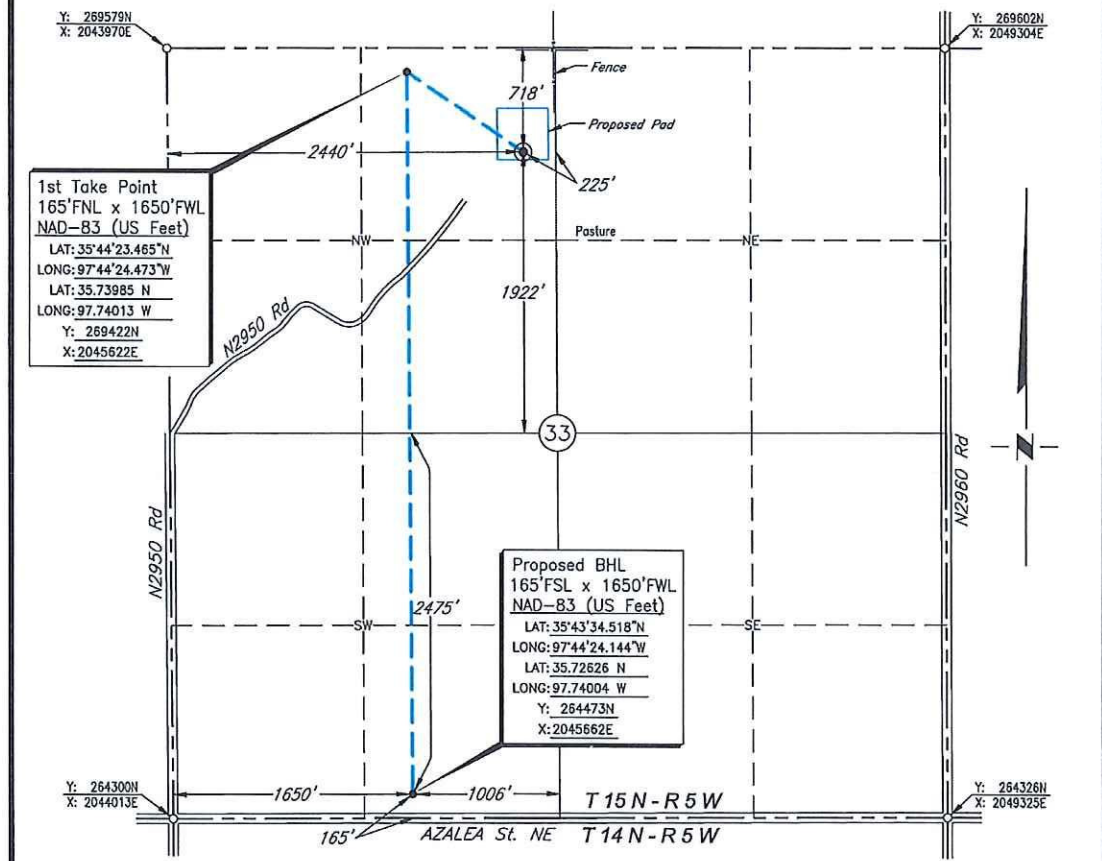 Y: 269579N
X: 2043970E
Y: 269602N
X: 2049304E
Fence
718'
Proposed Pad
2440'
225'
1st Take Point
165'FNL x 1650'FWL
NAD-83 (US Feet)
LAT: 35°44'23.465"N
LONG: 97°44'24.473"W
LAT: 35.73985 N
LONG: 97.74013 W
Y: 269422N
X: 2045622E
NW
Pasture
NE
1922'
N2950 Rd
33
N
N2950 Rd
N2960 Rd
Proposed BHL
165'FSL x 1650'FWL
NAD-83 (US Feet)
LAT: 35°43'34.518"N
LONG: 97°44'24.144"W
LAT: 35.72626 N
LONG: 97.74004 W
Y: 264473N
X: 2045662E
2475'
SW
SE
Y: 264300N
X: 2044013E
1650'
1006'
T 15 N - R 5 W
Y: 264326N
X: 2049325E
165'
AZALEA St. NE
T 14 N - R 5 W